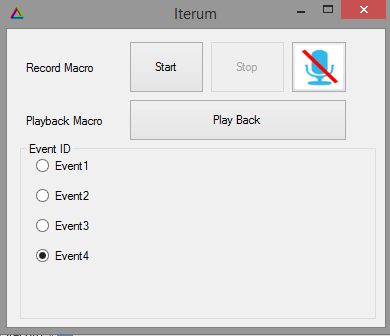 Iterum
Record Macro Start Stop
Playback Macro Play Back
Event ID
Event1
Event2
Event3
Event4